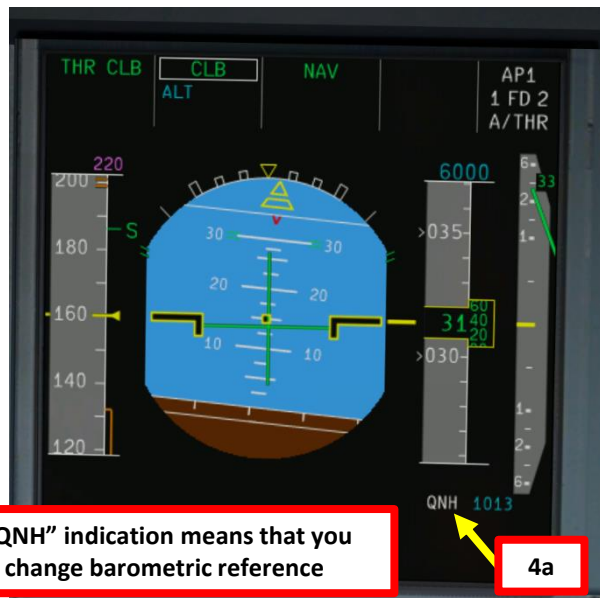 THR CLB CLB NAV AP1
ALT 1 FD 2
A/THR
220 6000 6
200 33
2
1
S 30 30 035
180
20 20
60
160 31 40
20
10 10 030
140
1
2
120
6
QNH 1013
QNH” indication means that you
change barometric reference
4a